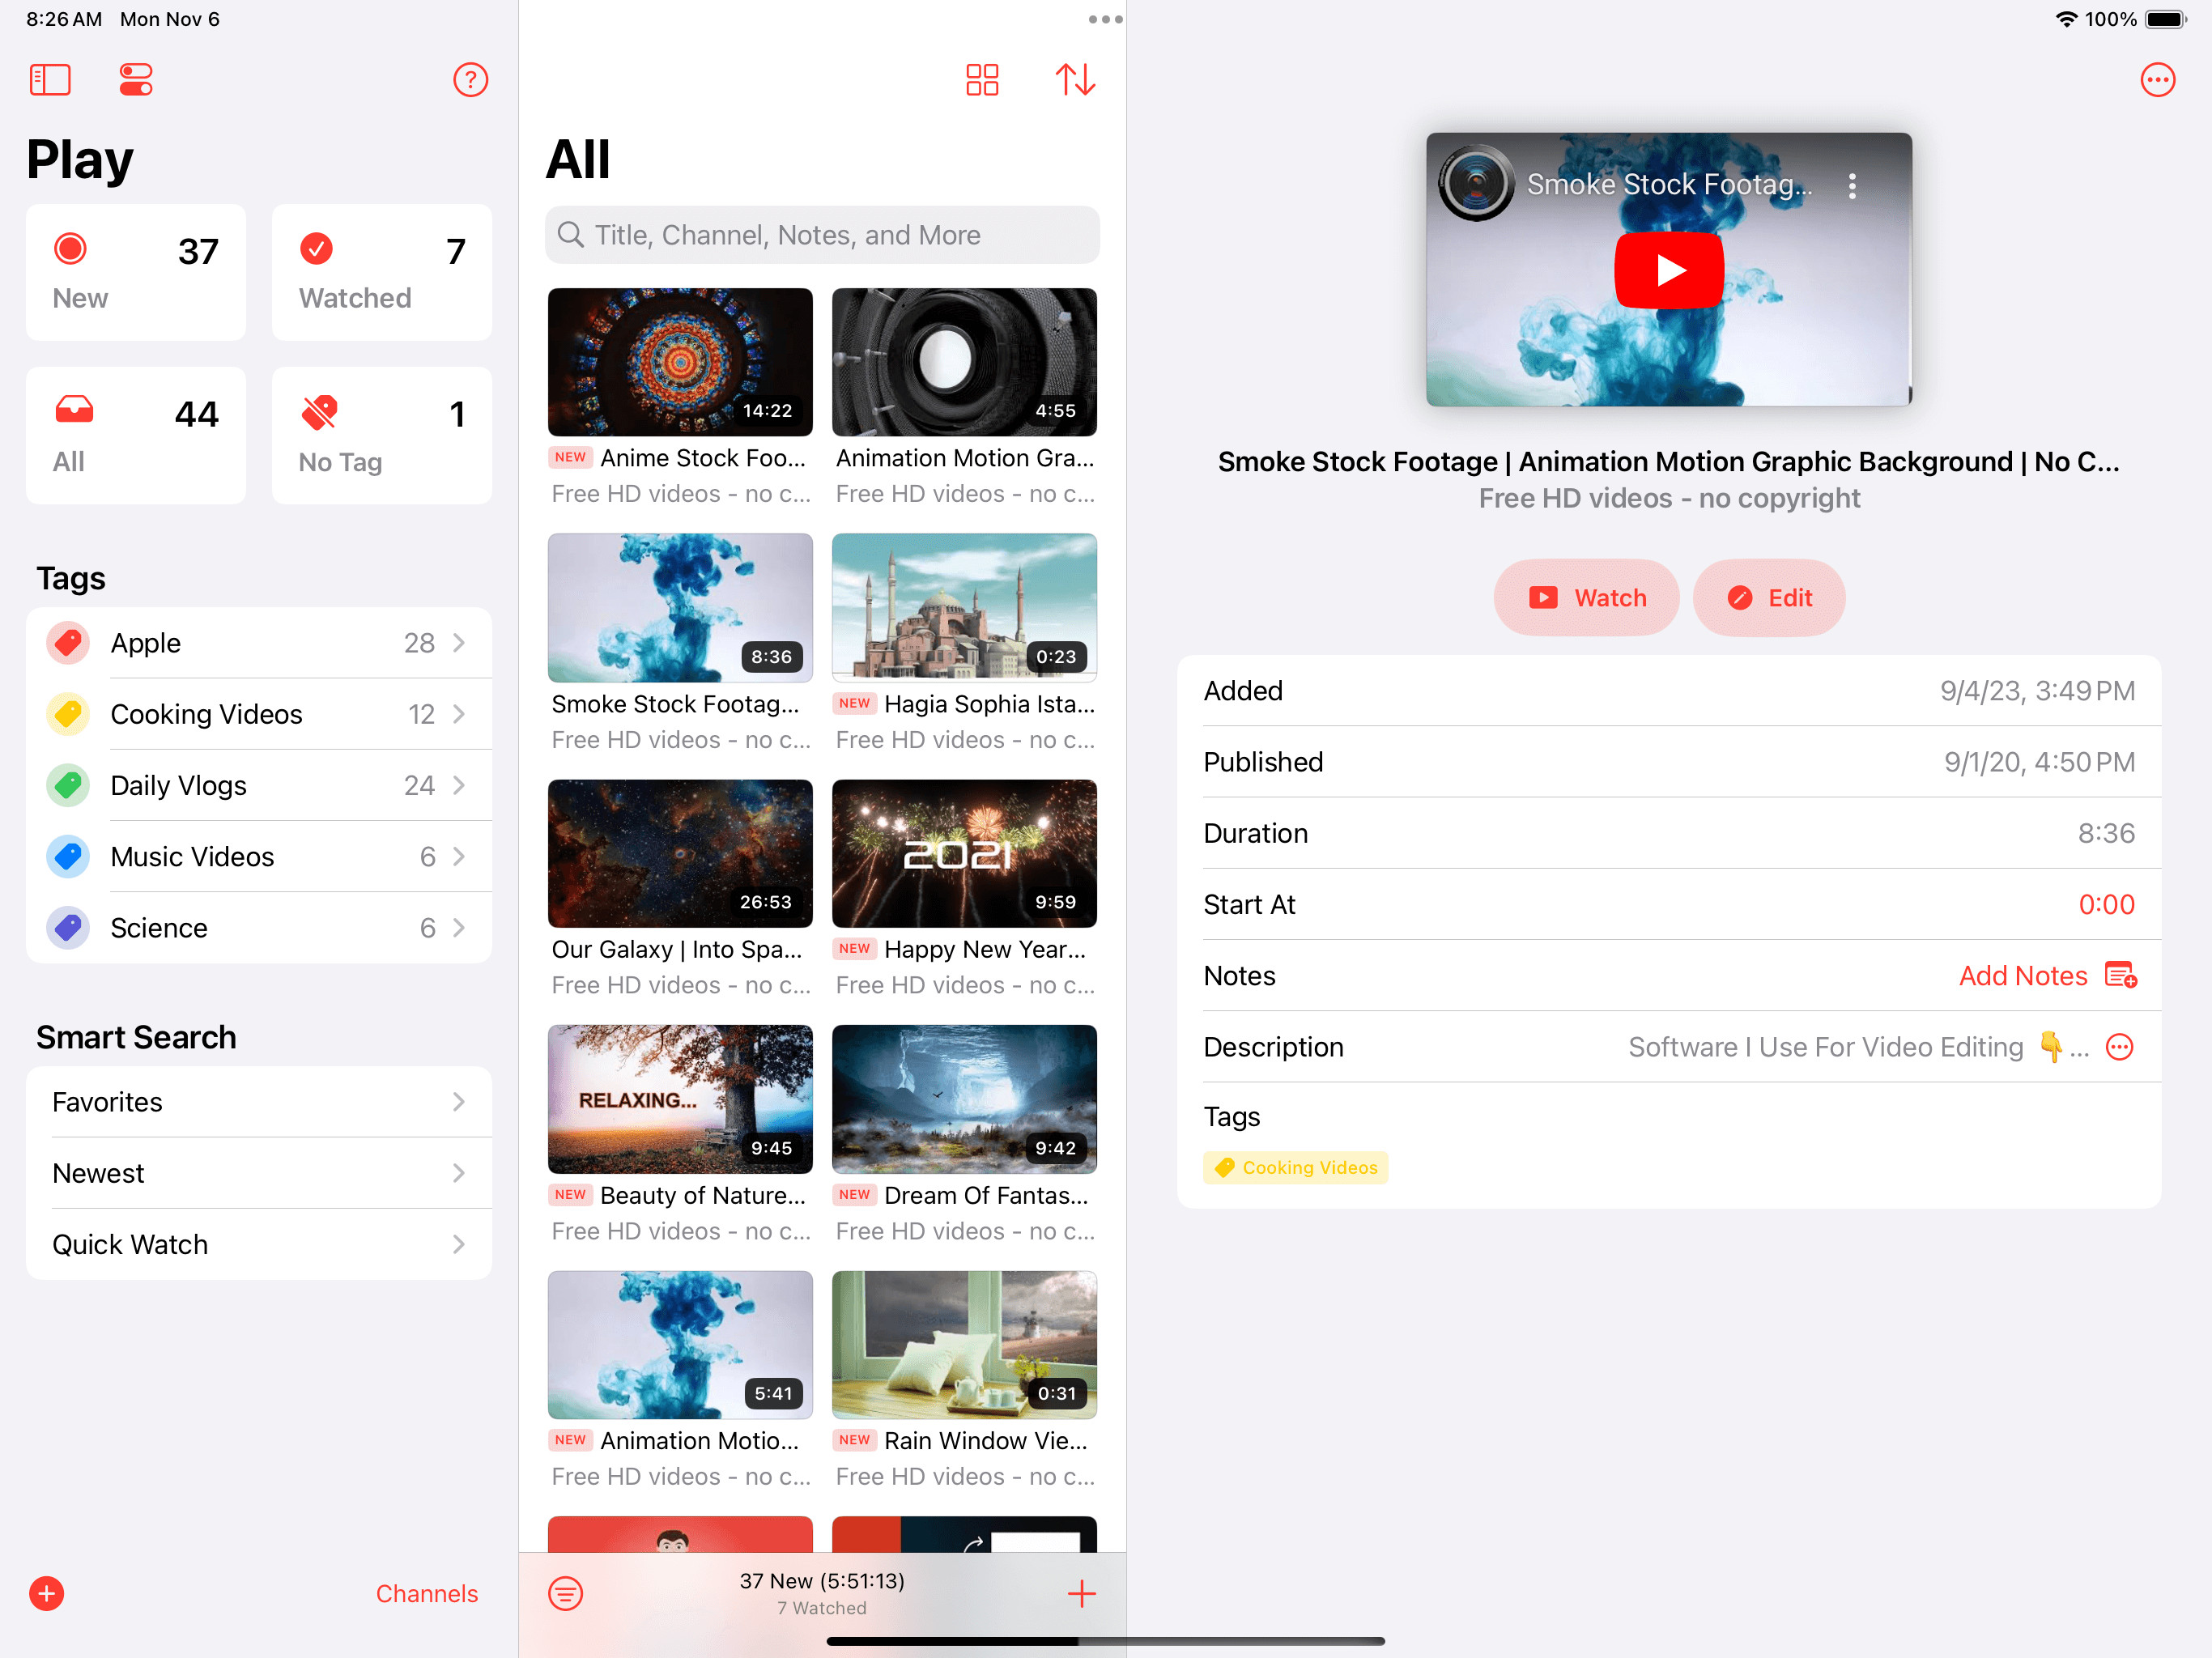 8:26 AM Mon Nov 6
100%
Play
37
New
7
Watched
44
All
1
No Tag
Tags
Apple 28
Cooking Videos 12
Daily Vlogs 24
Music Videos 6
Science 6
Smart Search
Favorites
Newest
Quick Watch
Channels
All
Title, Channel, Notes, and More
14:22
NEW Anime Stock Foo...
Free HD videos - no c...
4:55
Animation Motion Gra...
Free HD videos - no c...
8:36
Smoke Stock Footag...
Free HD videos - no c...
0:23
NEW Hagia Sophia Ista...
Free HD videos - no c...
26:53
Our Galaxy | Into Spa...
Free HD videos - no c...
2021
9:59
NEW Happy New Year...
Free HD videos - no c...
RELAXING...
9:45
NEW Beauty of Nature...
Free HD videos - no c...
9:42
NEW Dream Of Fantas...
Free HD videos - no c...
5:41
NEW Animation Motio...
Free HD videos - no c...
0:31
NEW Rain Window Vie...
Free HD videos - no c...
37 New (5:51:13)
7 Watched
Smoke Stock Footag...
Smoke Stock Footage | Animation Motion Graphic Background | No C...
Free HD videos - no copyright
Watch
Edit
Added 9/4/23, 3:49 PM
Published 9/1/20, 4:50 PM
Duration 8:36
Start At 0:00
Notes Add Notes
Description Software I Use For Video Editing 👇 ...
Tags
Cooking Videos